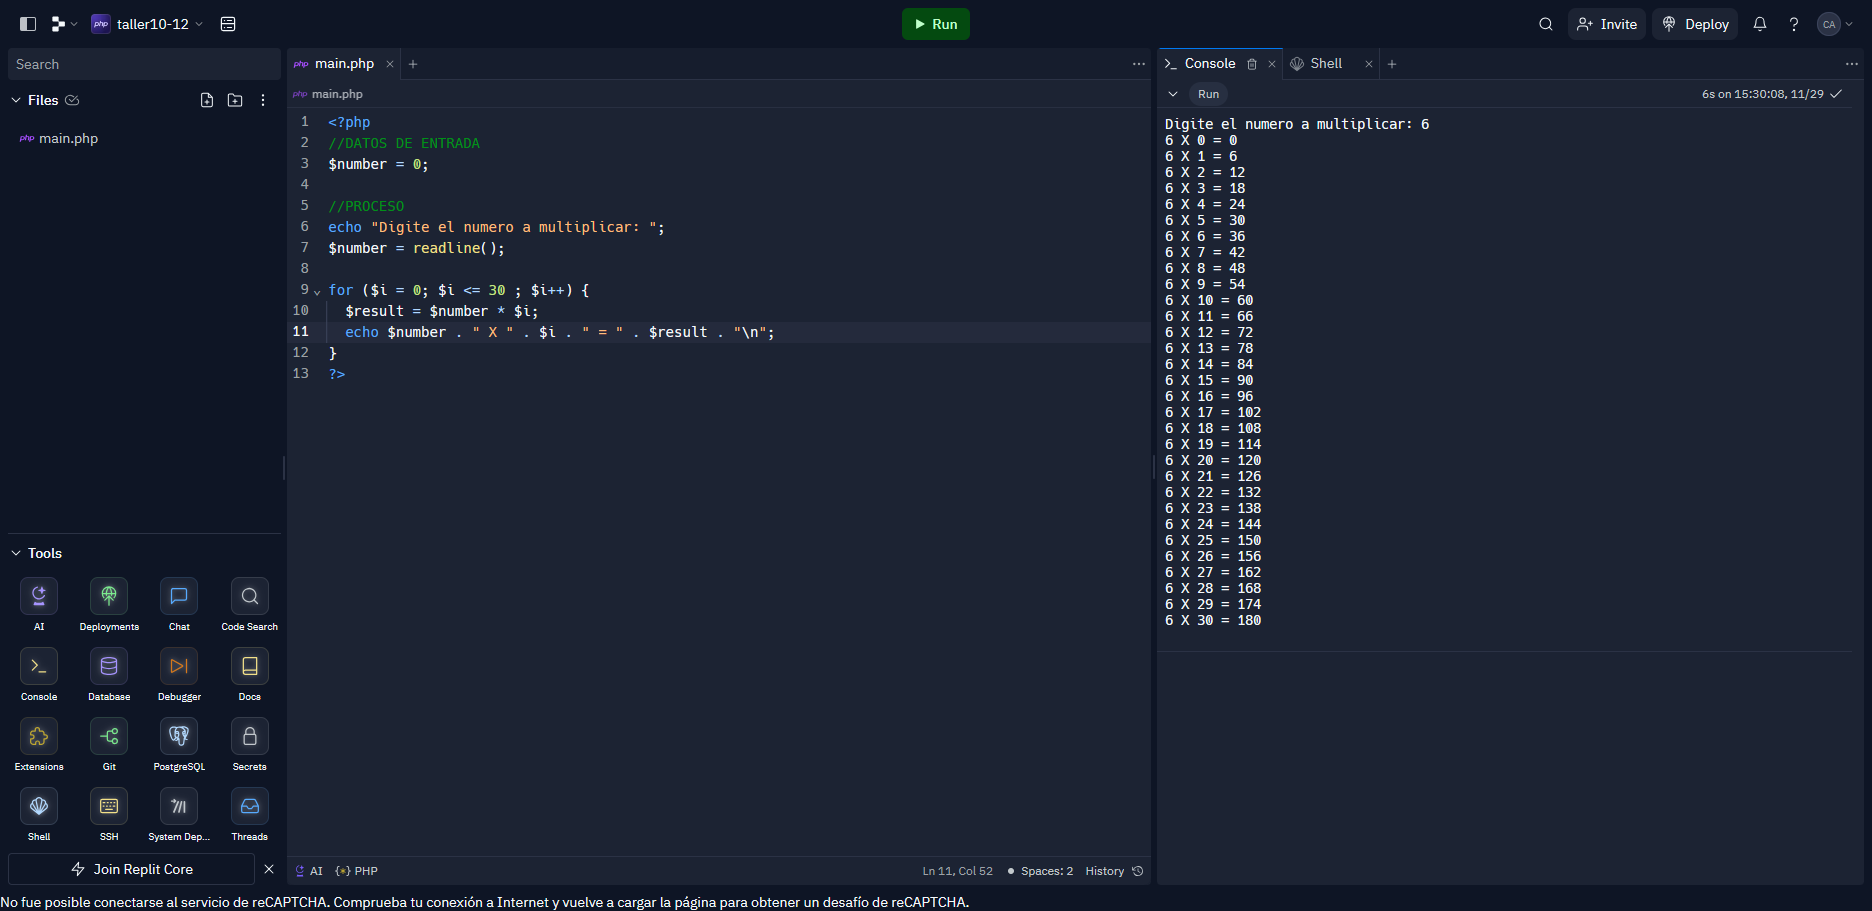 php taller10-12
Run
Invite
Deploy
CA
Search
Files
php main.php
Tools
AI
Deployments
Chat
Code Search
Console
Database
Debugger
Docs
Extensions
Git
PostgreSQL
Secrets
Shell
SSH
System Dep...
Threads
Join Replit Core
php main.php
php main.php
1 <?php
2 //DATOS DE ENTRADA
3 $number = 0;
4
5 //PROCESO
6 echo "Digite el numero a multiplicar: ";
7 $number = readline();
8
9 for ($i = 0; $i <= 30 ; $i++) {
10 $result = $number * $i;
11 echo $number . " X " . $i . " = " . $result . "\n";
12 }
13 ?>
AI {*} PHP
Ln 11, Col 52
Spaces: 2
History
Console
Shell
Run
6s on 15:30:08, 11/29
Digite el numero a multiplicar: 6
6 X 0 = 0
6 X 1 = 6
6 X 2 = 12
6 X 3 = 18
6 X 4 = 24
6 X 5 = 30
6 X 6 = 36
6 X 7 = 42
6 X 8 = 48
6 X 9 = 54
6 X 10 = 60
6 X 11 = 66
6 X 12 = 72
6 X 13 = 78
6 X 14 = 84
6 X 15 = 90
6 X 16 = 96
6 X 17 = 102
6 X 18 = 108
6 X 19 = 114
6 X 20 = 120
6 X 21 = 126
6 X 22 = 132
6 X 23 = 138
6 X 24 = 144
6 X 25 = 150
6 X 26 = 156
6 X 27 = 162
6 X 28 = 168
6 X 29 = 174
6 X 30 = 180
No fue posible conectarse al servicio de reCAPTCHA. Comprueba tu conexión a Internet y vuelve a cargar la página para obtener un desafío de reCAPTCHA.